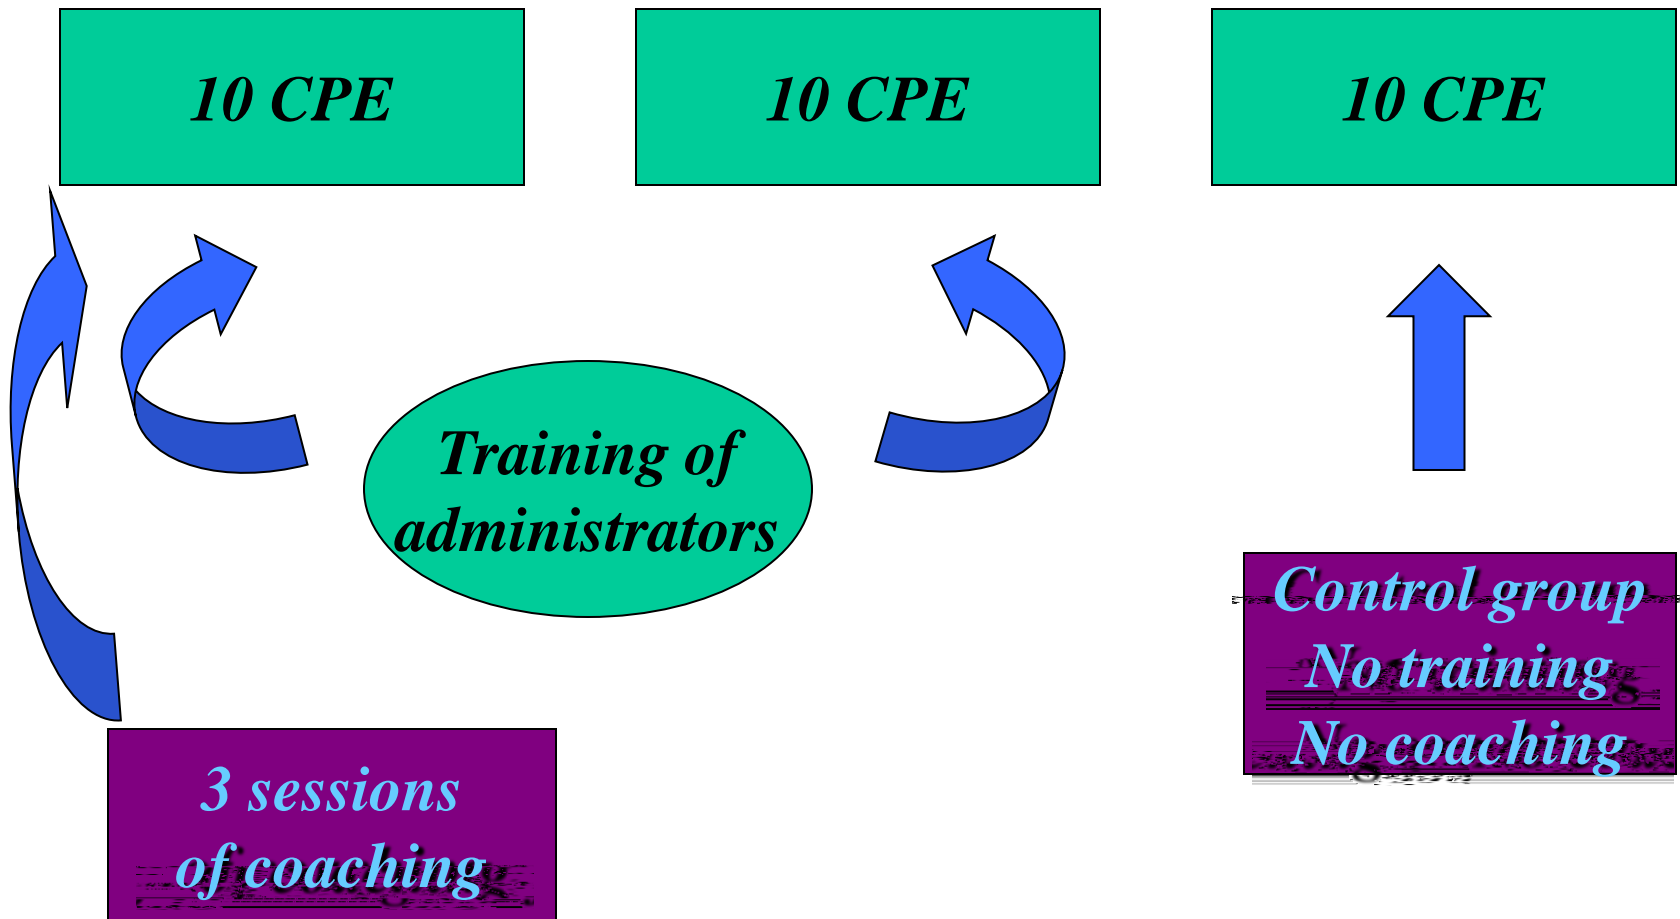 10 CPE
10 CPE
10 CPE
Training of
administrators
Control group
No training
No coaching
3 sessions
of coaching